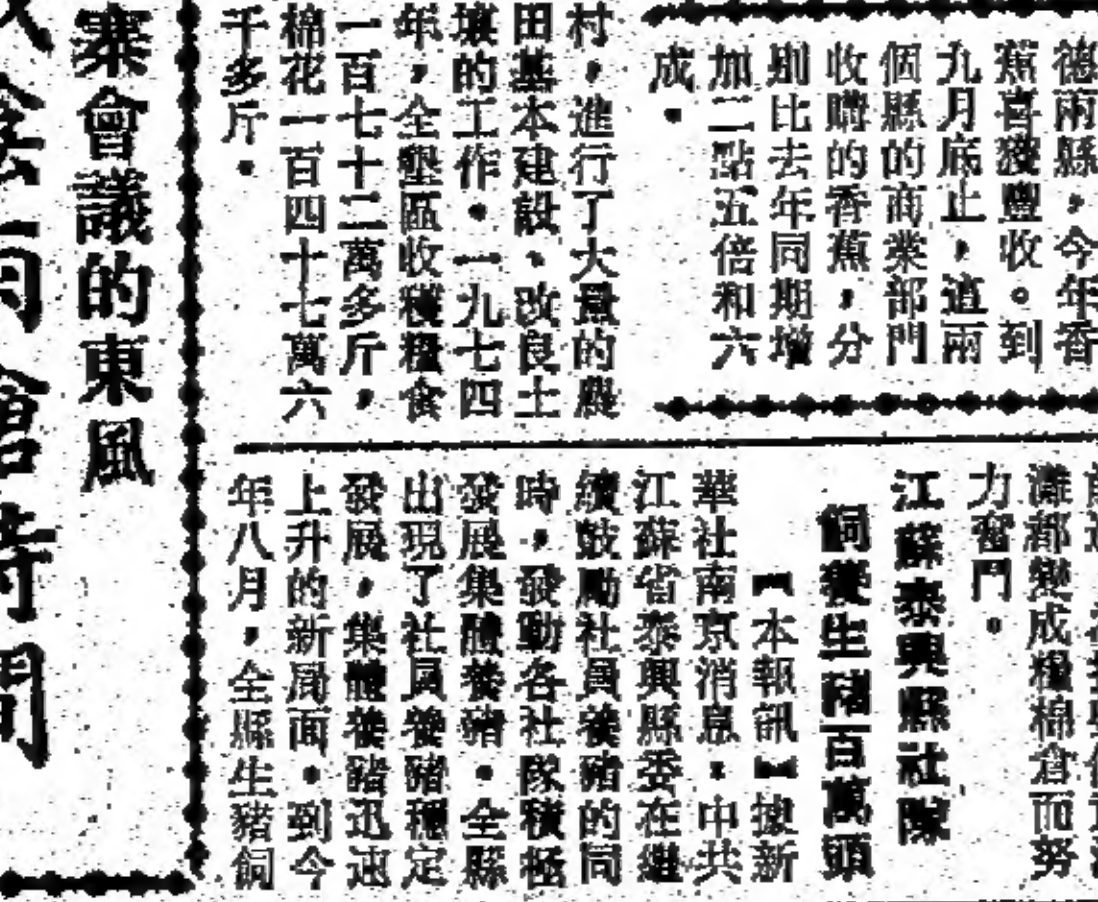 德兩縣，今年香
蕉喜獲豐收。到
九月底止，這兩
個縣的商業部門
收購的香蕉，分
別比去年同期增
加二點五倍和六
成。
村，進行了大量的農
田基本建設、改良土
壤的工作。一九七四
年，全墾區收穫糧食
一百七十二萬多斤，
棉花一百四十七萬六
千多斤。
灘都變成糧棉倉而努
力奮鬥。
江蘇泰興縣社隊
飼養生豬百萬頭
【本報訊】據新
華社南京消息：中共
江蘇省泰興縣委在繼
續鼓勵社員養豬的同
時，發動各社隊積極
發展集體養豬。全縣
出現了社員養豬穩定
發展，集體養豬迅速
上升的新局面。到今
年八月，全縣生豬飼
寨會議的東風